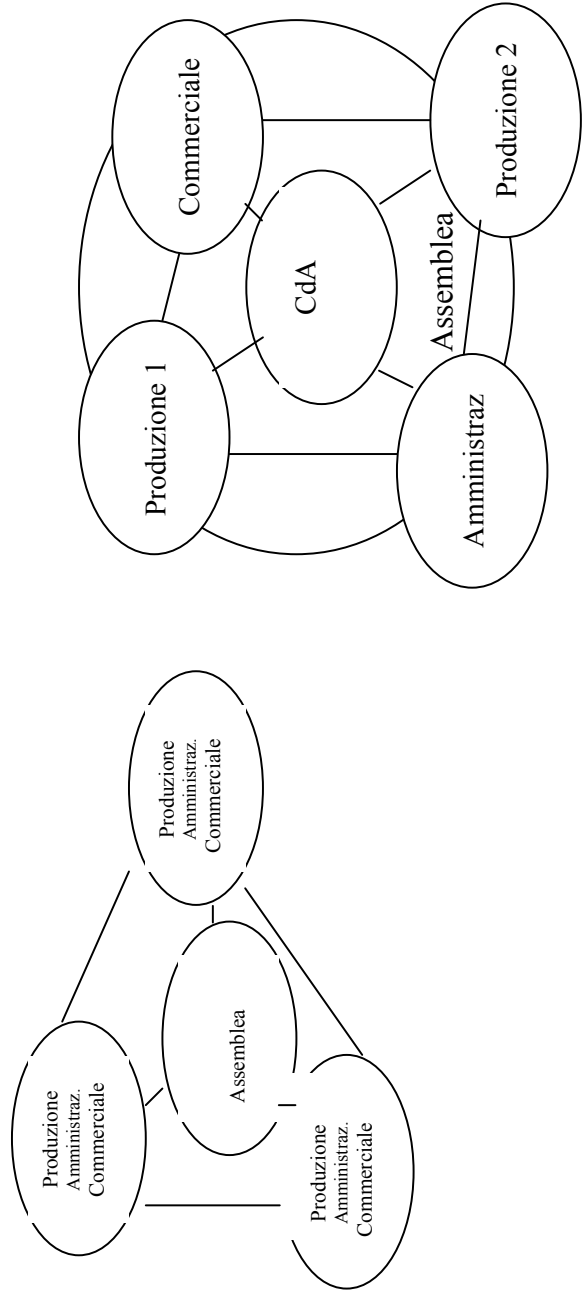 Produzione
Amministraz.
Commerciale
Produzione
Amministraz.
Commerciale
Assemblea
Produzione
Amministraz.
Commerciale
Produzione 1
Commerciale
CdA
Assemblea
Amministraz
Produzione 2